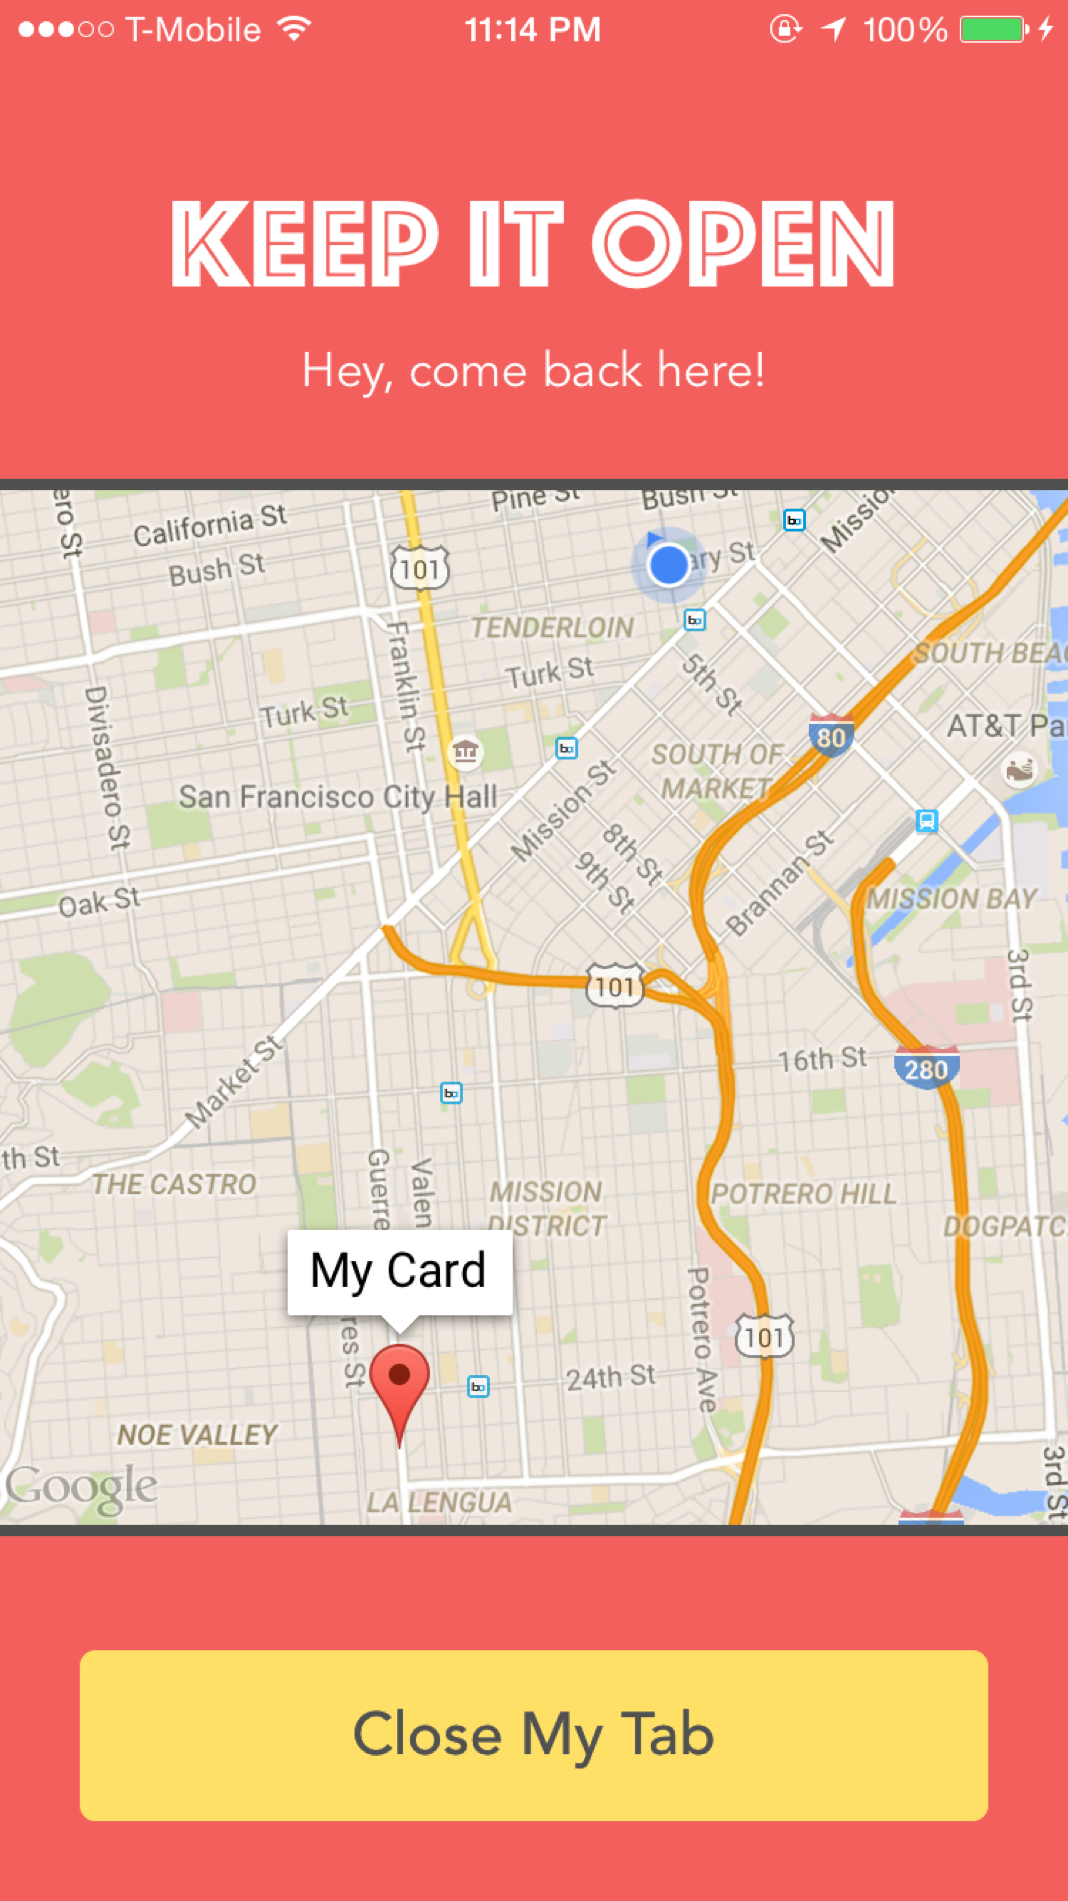 T-Mobile 11:14 PM 100%
KEEP IT OPEN
Hey, come back here!
Pine St
Bush St
Mission
California St
Bush St
101
ary St
TENDERLOIN
Franklin St
Turk St
5th St
SOUTH BEAC
Divisadero St
Turk St
80
AT&T Pa
SOUTH OF
MARKET
San Francisco City Hall
Mission St
8th St
9th St
Brannan St
Oak St
MISSION BAY
3rd St
101
16th St
280
Market St
th St
THE CASTRO
Guerre
Valen
MISSION
DISTRICT
POTRERO HILL
DOGPATC
My Card
res St
Potrero Ave
101
24th St
NOE VALLEY
Google
LA LENGUA
3rd St
Close My Tab